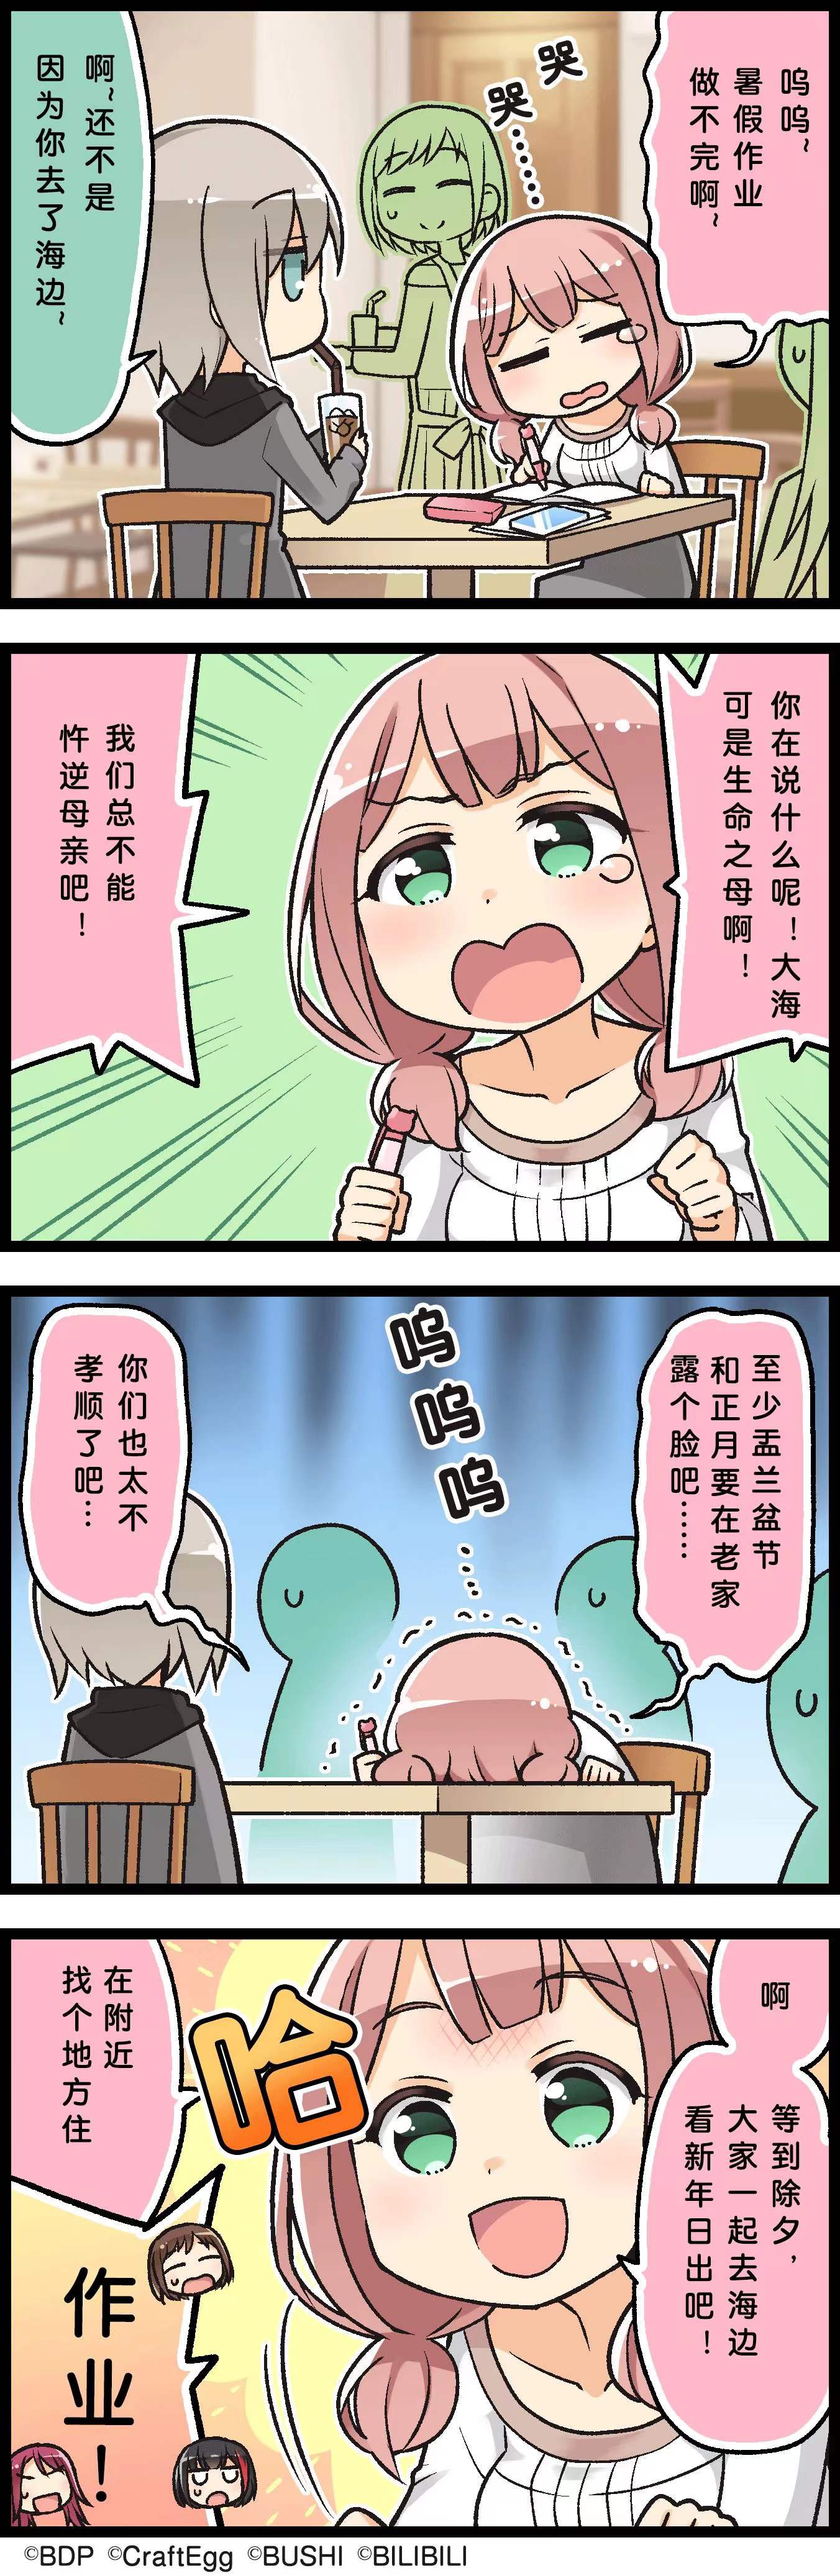 呜呜~
暑假作业
做不完啊~
哭
哭……
啊~还不是
因为你去了海边~
你在说什么呢！大海
可是生命之母啊！
我们总不能
忤逆母亲吧！
至少盂兰盆节
和正月要在老家
露个脸吧……
呜
呜
呜
……
你们也太不
孝顺了吧…
啊
等到除夕，
大家一起去海边
看新年日出吧！
哈
在附近
找个地方住
作业！
©BDP ©CraftEgg ©BUSHI ©BILIBILI